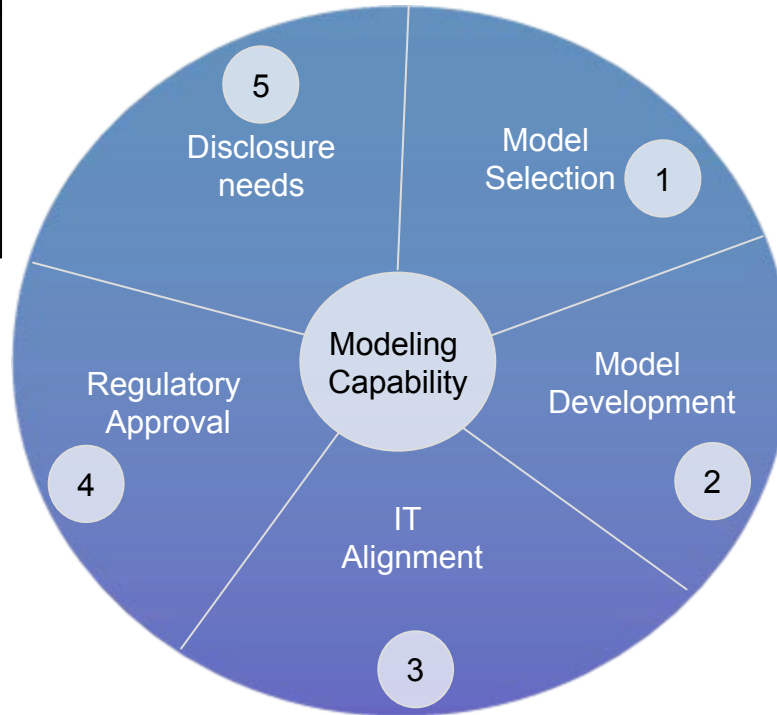 Modeling
Capability
Model
Selection
1
Model
Development
2
IT
Alignment
3
Regulatory
Approval
4
5
Disclosure
needs